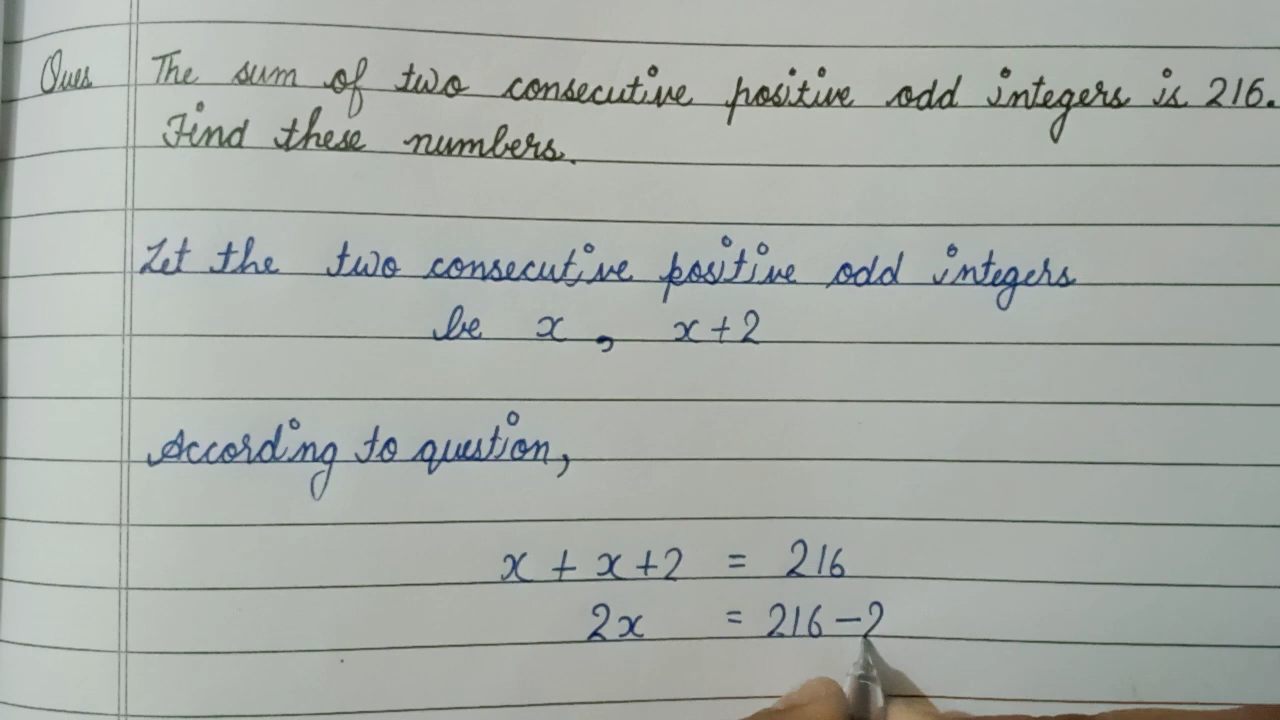 Ques The sum of two consecutive positive odd integers is 216.
Find these numbers.
Let the two consecutive positive odd integers
be x, x+2
According to question,
x + x+2 = 216
2x = 216-2